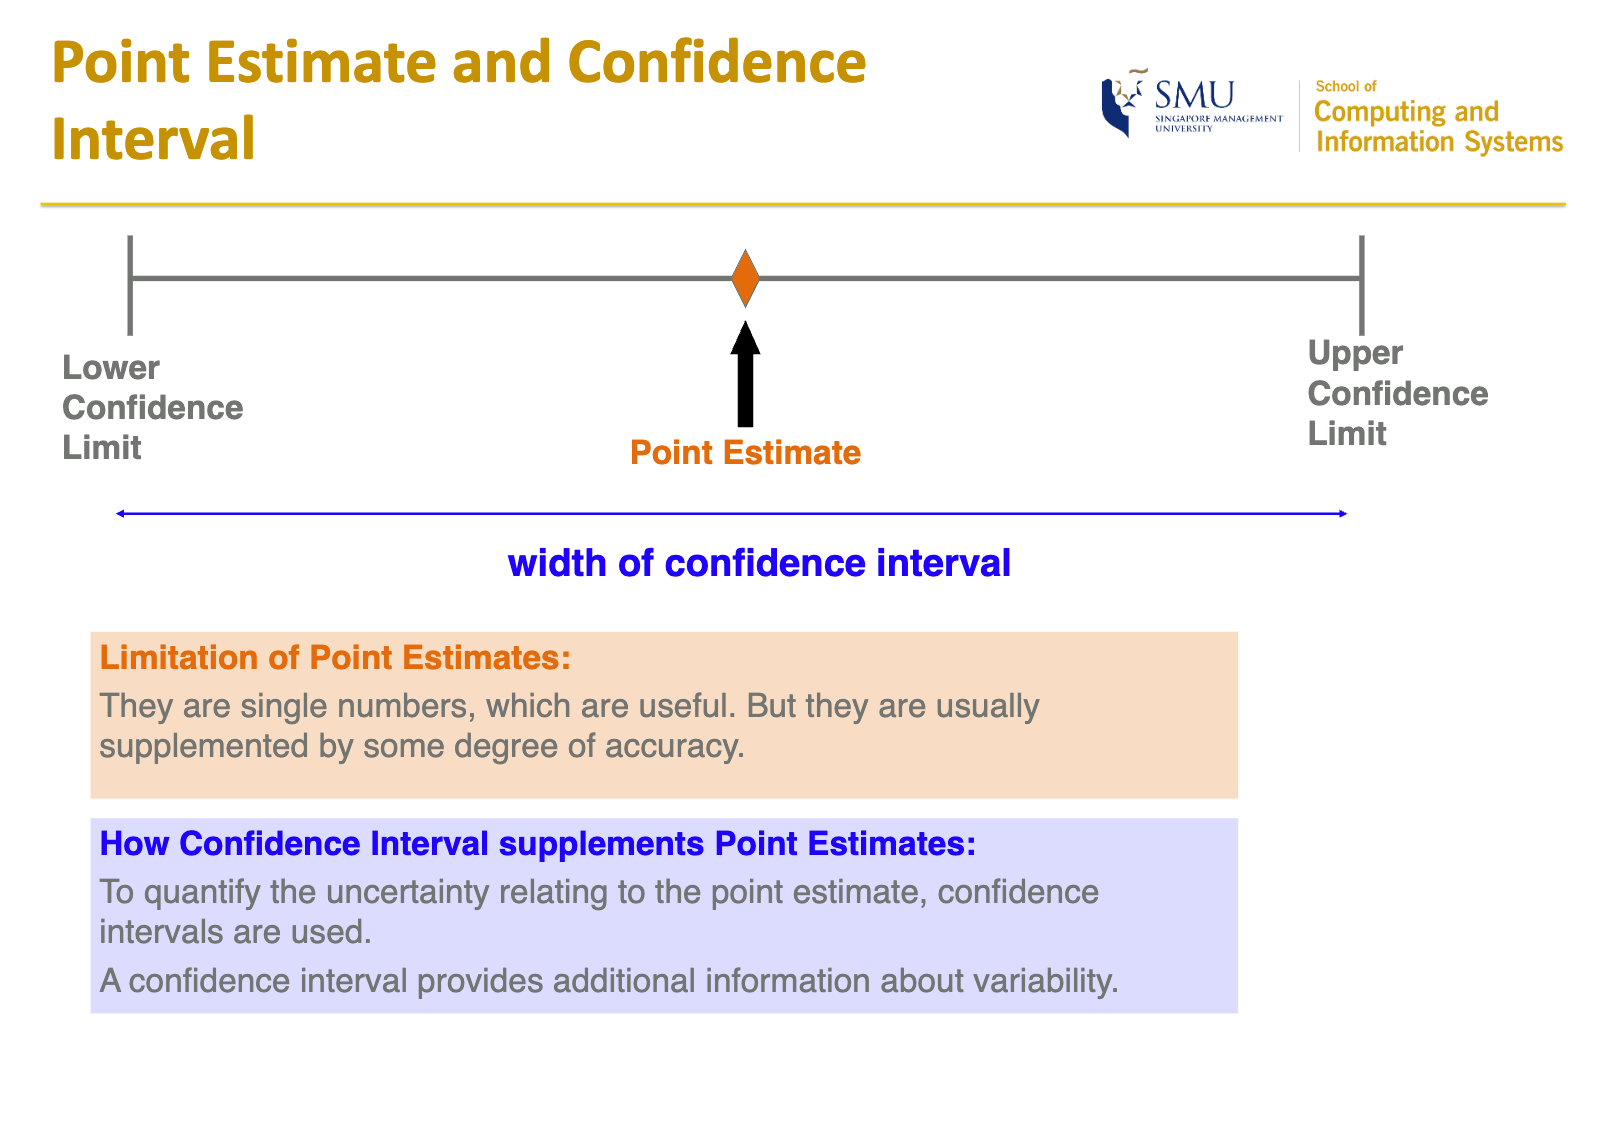 Point Estimate and Confidence
Interval
SMU
SINGAPORE MANAGEMENT
UNIVERSITY
School of
Computing and
Information Systems
Lower
Confidence
Limit
Upper
Confidence
Limit
Point Estimate
width of confidence interval
Limitation of Point Estimates:
They are single numbers, which are useful. But they are usually
supplemented by some degree of accuracy.
How Confidence Interval supplements Point Estimates:
To quantify the uncertainty relating to the point estimate, confidence
intervals are used.
A confidence interval provides additional information about variability.